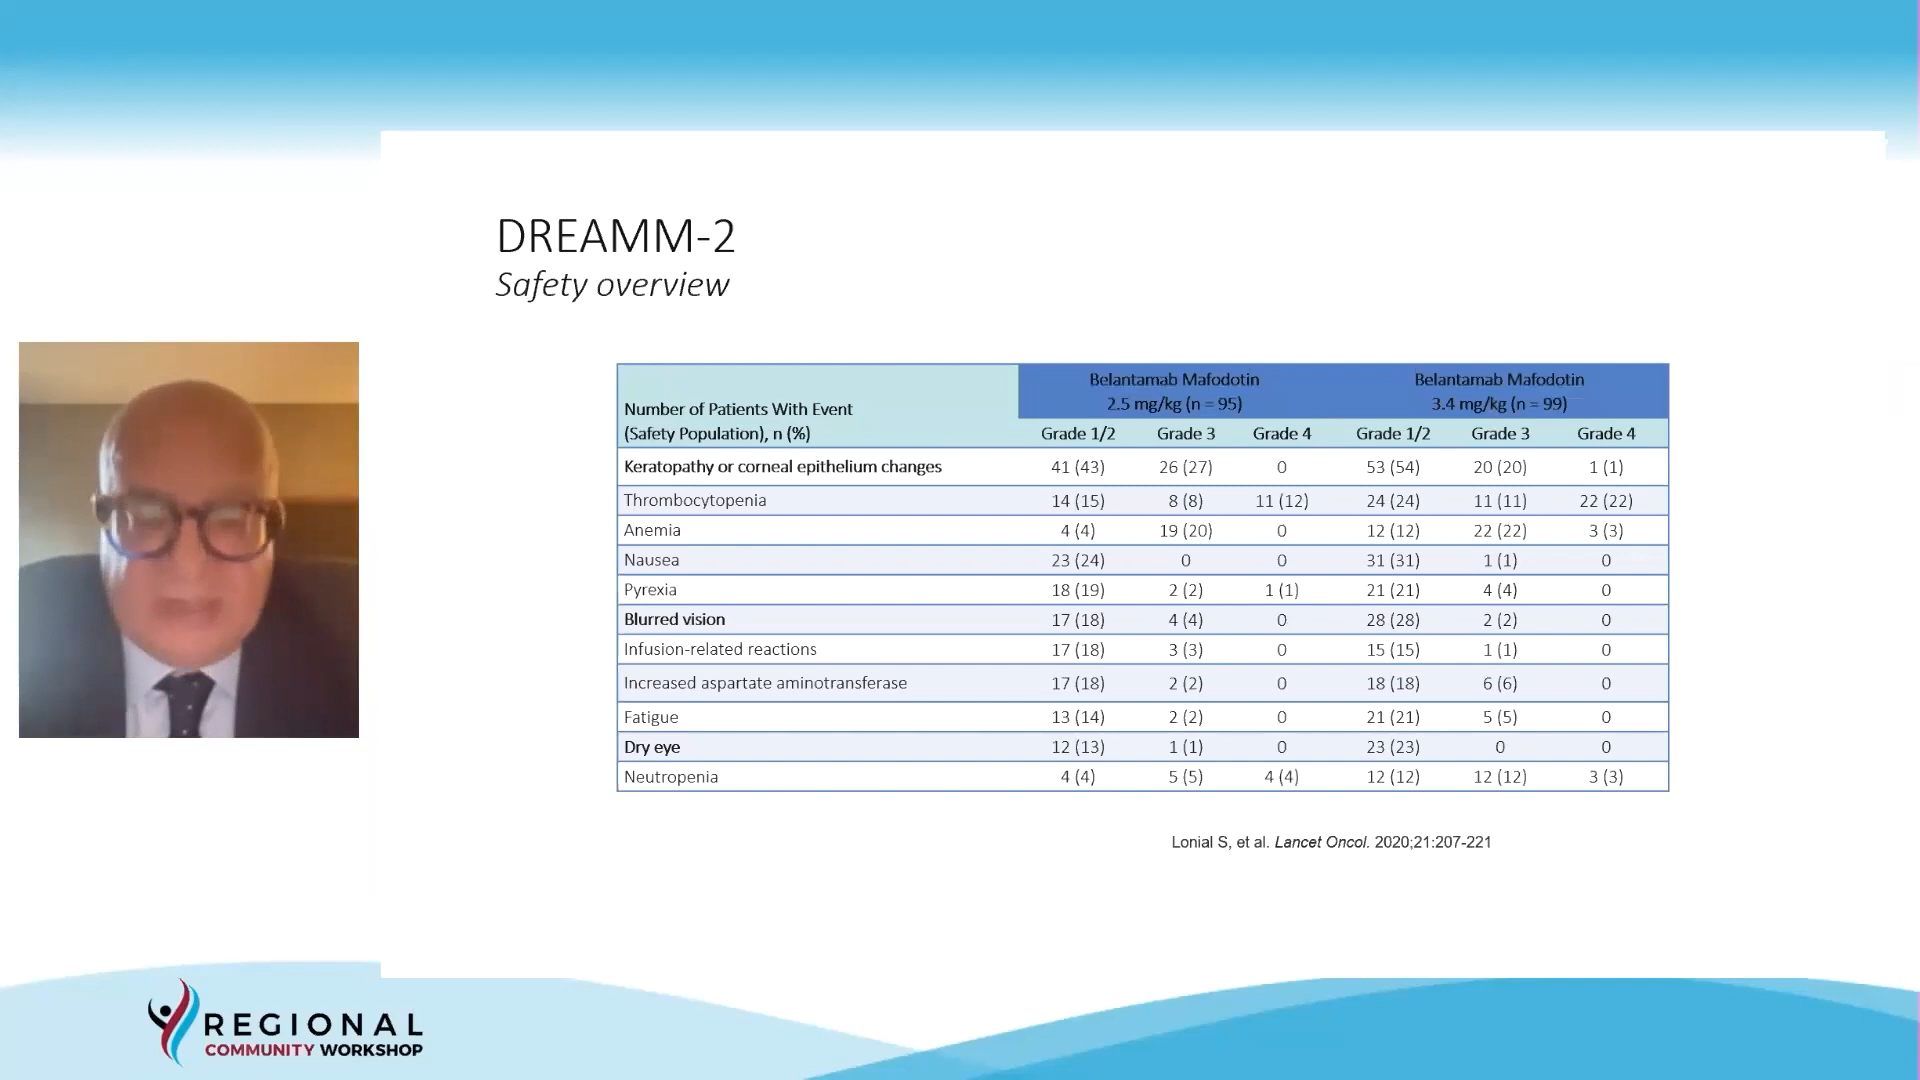 DREAMM-2
Safety overview
Number of Patients With Event
(Safety Population), n (%)
Belantamab Mafodotin
2.5 mg/kg (n = 95)
Belantamab Mafodotin
3.4 mg/kg (n = 99)
Grade 1/2 Grade 3 Grade 4 Grade 1/2 Grade 3 Grade 4
Keratopathy or corneal epithelium changes 41 (43) 26 (27) 0 53 (54) 20 (20) 1 (1)
Thrombocytopenia 14 (15) 8 (8) 11 (12) 24 (24) 11 (11) 22 (22)
Anemia 4 (4) 19 (20) 0 12 (12) 22 (22) 3 (3)
Nausea 23 (24) 0 0 31 (31) 1 (1) 0
Pyrexia 18 (19) 2 (2) 1 (1) 21 (21) 4 (4) 0
Blurred vision 17 (18) 4 (4) 0 28 (28) 2 (2) 0
Infusion-related reactions 17 (18) 3 (3) 0 15 (15) 1 (1) 0
Increased aspartate aminotransferase 17 (18) 2 (2) 0 18 (18) 6 (6) 0
Fatigue 13 (14) 2 (2) 0 21 (21) 5 (5) 0
Dry eye 12 (13) 1 (1) 0 23 (23) 0 0
Neutropenia 4 (4) 5 (5) 4 (4) 12 (12) 12 (12) 3 (3)
Lonial S, et al. Lancet Oncol. 2020;21:207-221
REGIONAL
COMMUNITY WORKSHOP